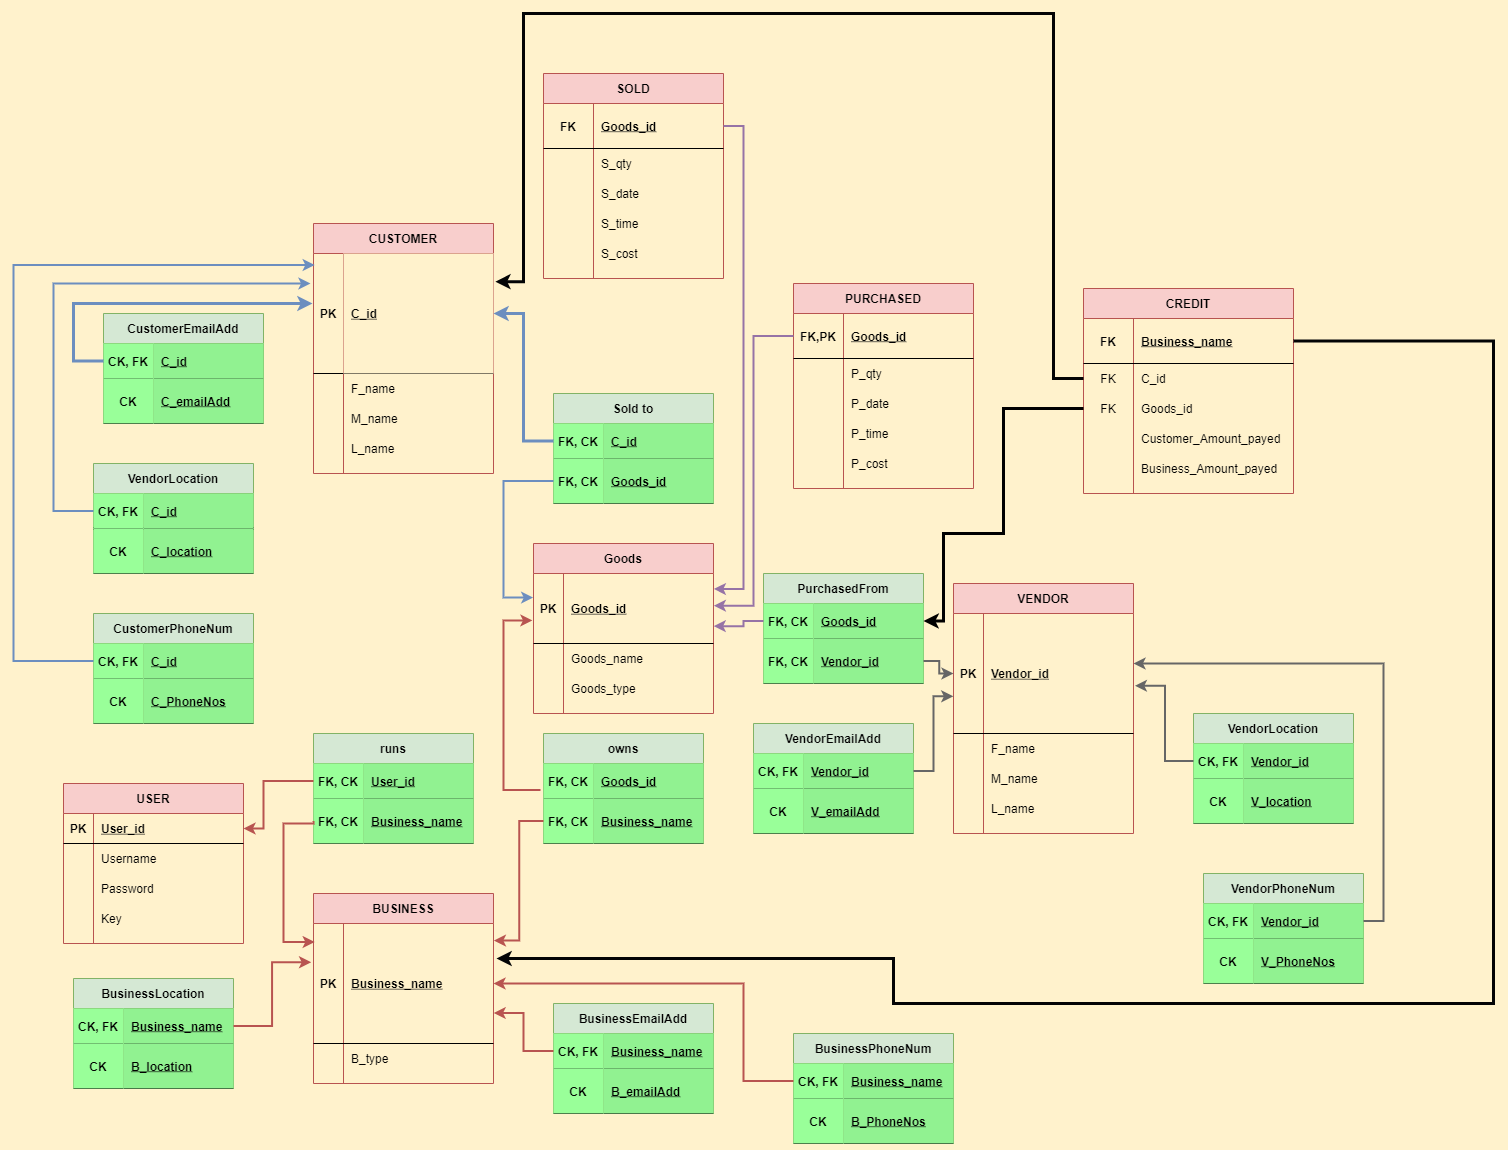 SOLD
FK Goods_id
S_qty
S_date
S_time
S_cost
CUSTOMER
PK C_id
F_name
M_name
L_name
PURCHASED
FK,PK Goods_id
P_qty
P_date
P_time
P_cost
CREDIT
FK Business_name
FK C_id
FK Goods_id
Customer_Amount_payed
Business_Amount_payed
CustomerEmailAdd
CK, FK C_id
CK C_emailAdd
Sold to
FK, CK C_id
FK, CK Goods_id
VendorLocation
CK, FK C_id
CK C_location
Goods
PK Goods_id
Goods_name
Goods_type
PurchasedFrom
FK, CK Goods_id
FK, CK Vendor_id
VENDOR
PK Vendor_id
F_name
M_name
L_name
CustomerPhoneNum
CK, FK C_id
CK C_PhoneNos
VendorEmailAdd
CK, FK Vendor_id
CK V_emailAdd
VendorLocation
CK, FK Vendor_id
CK V_location
runs
FK, CK User_id
FK, CK Business_name
owns
FK, CK Goods_id
FK, CK Business_name
USER
PK User_id
Username
Password
Key
VendorPhoneNum
CK, FK Vendor_id
CK V_PhoneNos
BUSINESS
PK Business_name
B_type
BusinessLocation
CK, FK Business_name
CK B_location
BusinessEmailAdd
CK, FK Business_name
CK B_emailAdd
BusinessPhoneNum
CK, FK Business_name
CK B_PhoneNos